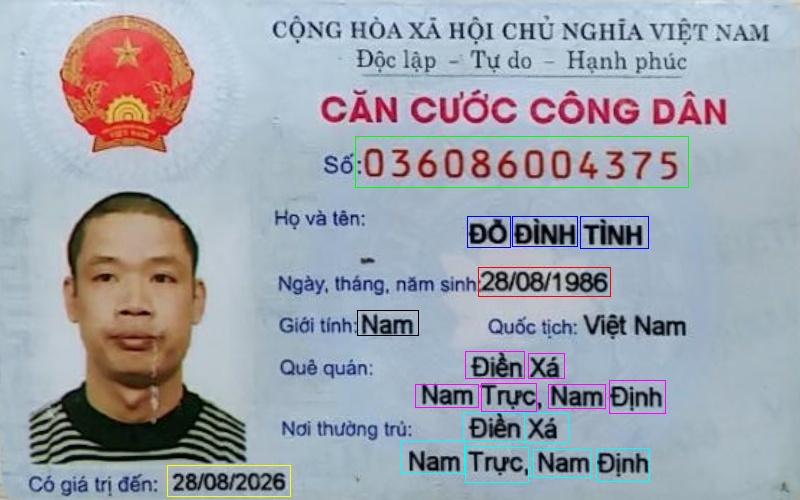 CỘNG HÒA XÃ HỘI CHỦ NGHĨA VIỆT NAM
Độc lập - Tự do - Hạnh phúc
CĂN CƯỚC CÔNG DÂN
Số: 036086004375
Họ và tên:
ĐỖ ĐÌNH TÌNH
Ngày, tháng, năm sinh: 28/08/1986
Giới tính: Nam Quốc tịch: Việt Nam
Quê quán: Điền Xá
Nam Trực, Nam Định
Nơi thường trú: Điền Xá
Nam Trực, Nam Định
Có giá trị đến: 28/08/2026
VIỆT NAM